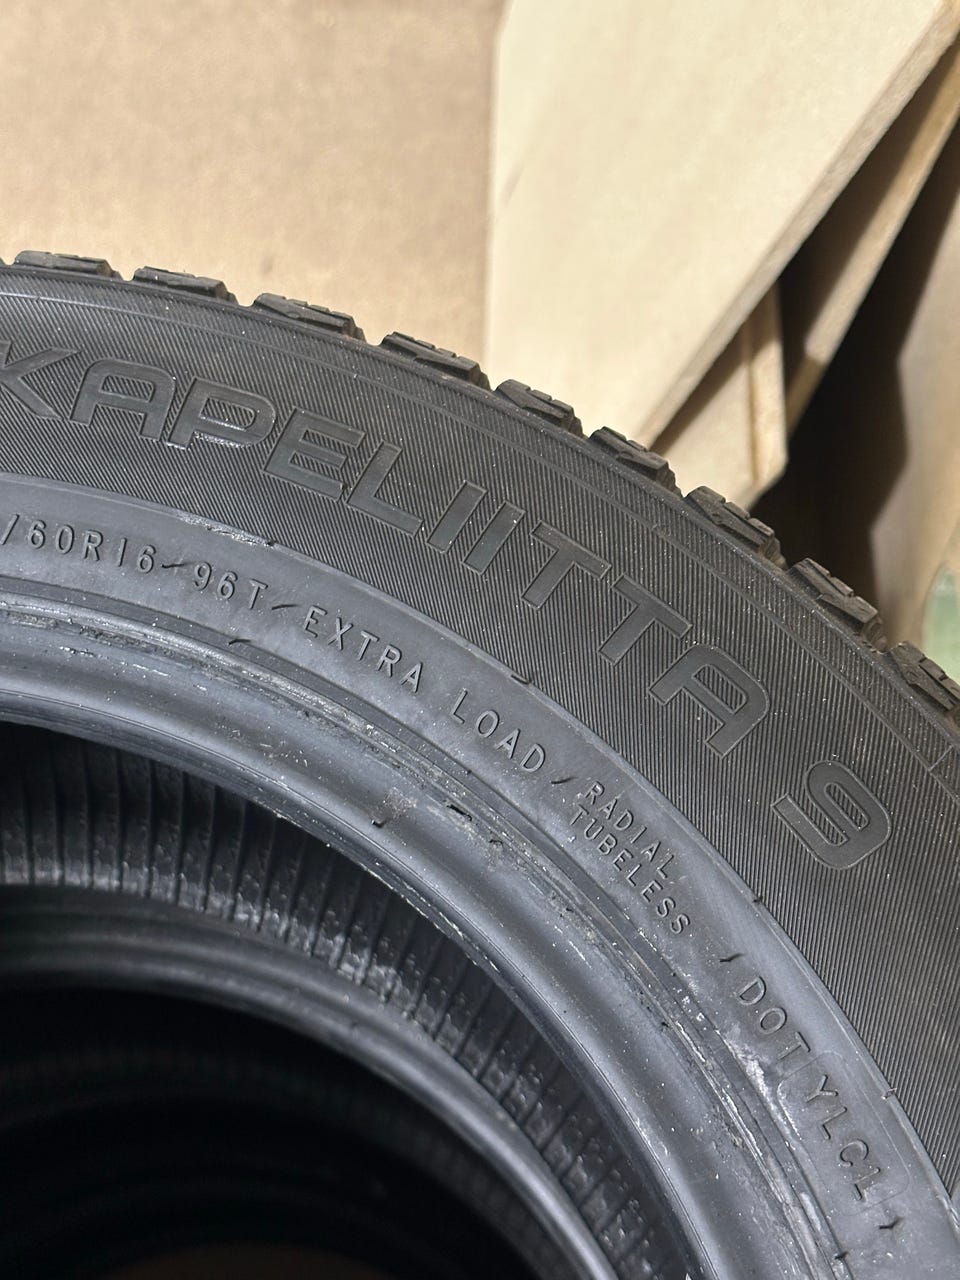 KAPELIITTA 9
/60R16 96T EXTRA LOAD
RADIAL
TUBELESS
DOT YLC1